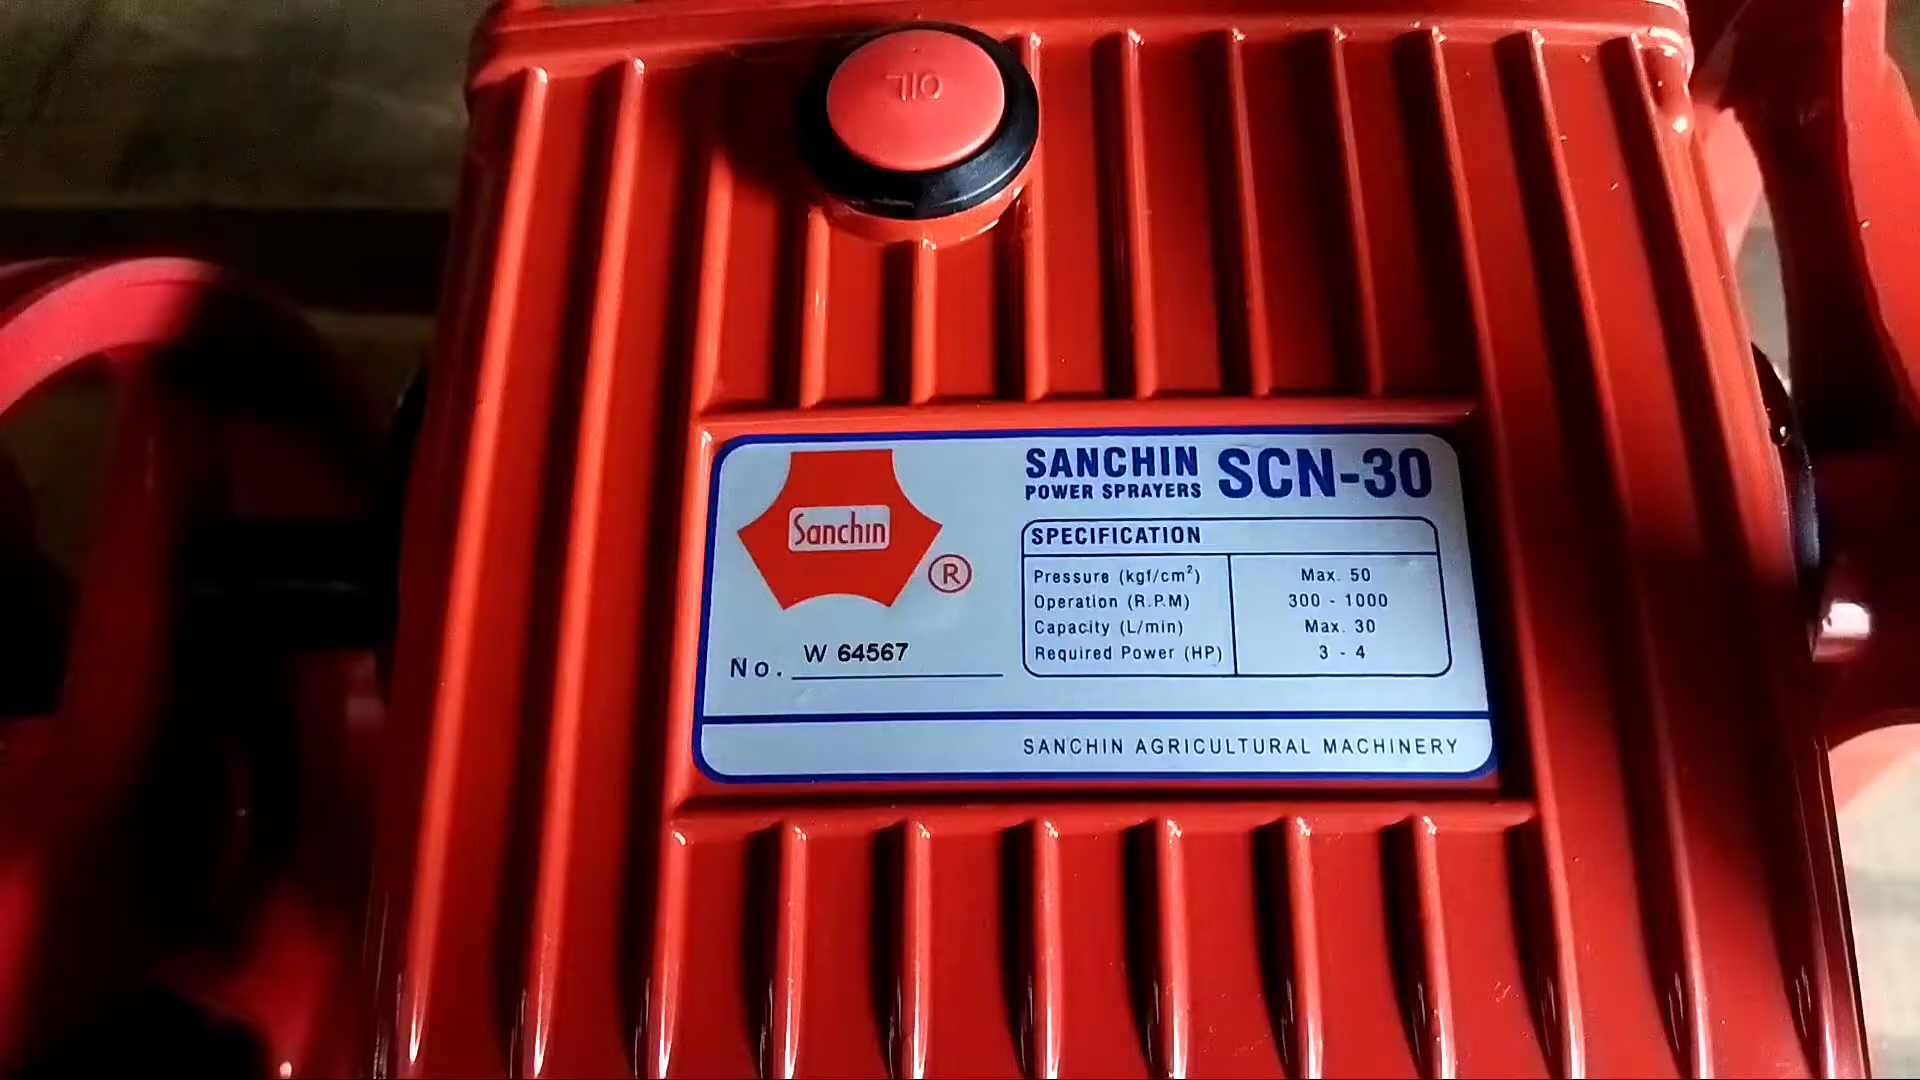 OIL
SANCHIN SCN-30
POWER SPRAYERS
Sanchin
®
SPECIFICATION
Pressure (kgf/cm²) Max. 50
Operation (R.P.M) 300 - 1000
Capacity (L/min) Max. 30
Required Power (HP) 3 - 4
No. W 64567
SANCHIN AGRICULTURAL MACHINERY